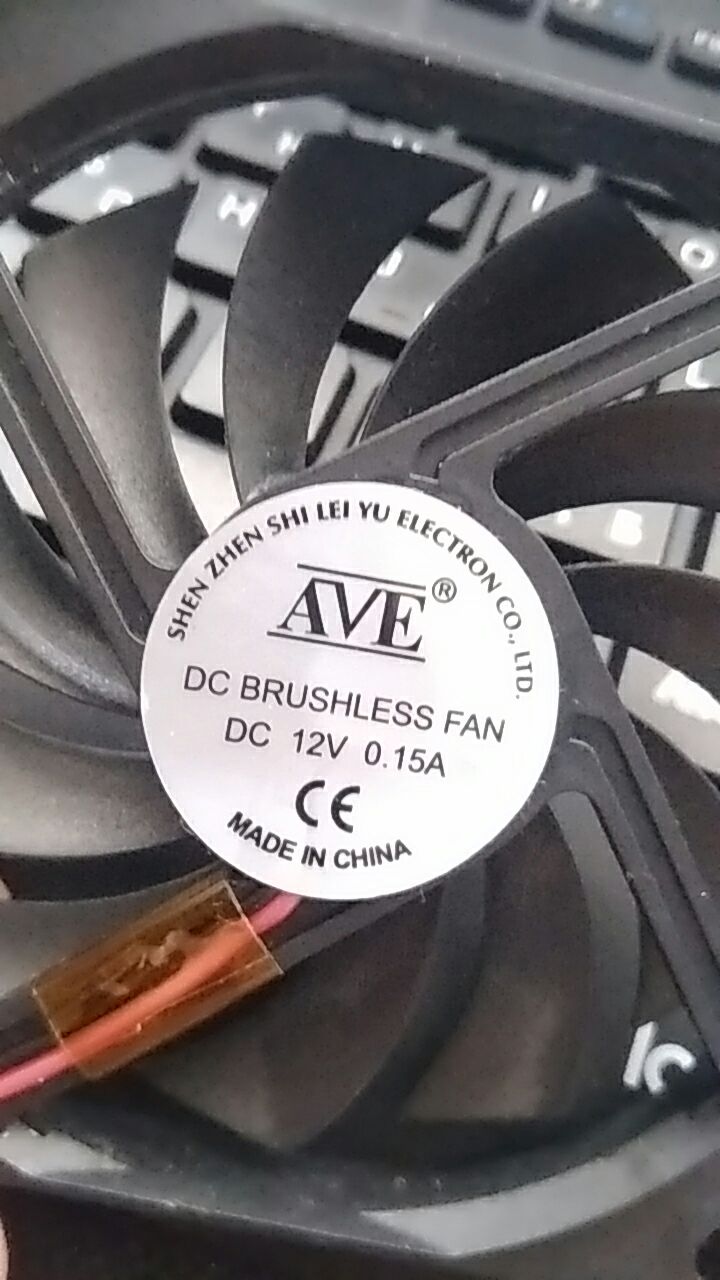 SHEN ZHEN SHI LEI YU ELECTRON CO., LTD.
AVE®
DC BRUSHLESS FAN
DC 12V 0.15A
CE
MADE IN CHINA
H
I
O
L
B